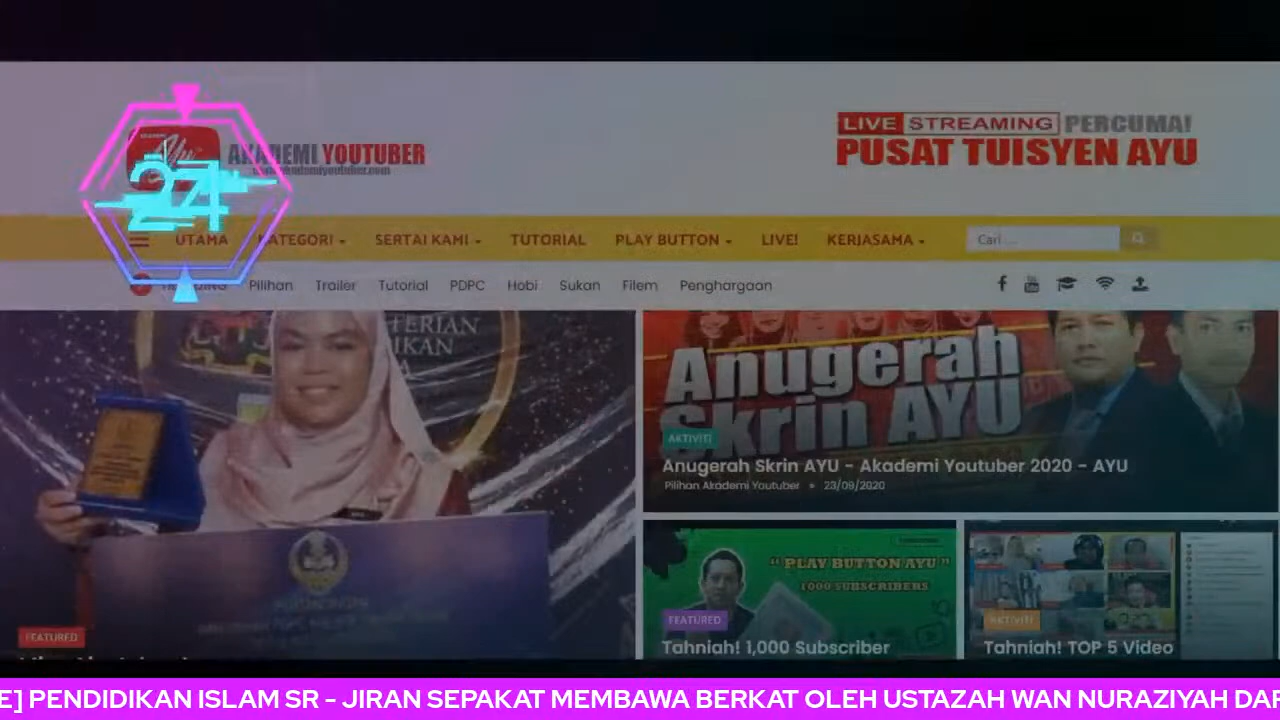 AKADEMI YOUTUBER
LIVE STREAMING PERCUMA!
PUSAT TUISYEN AYU
24
UTAMA KATEGORI SERTAI KAMI TUTORIAL PLAY BUTTON LIVE! KERJASAMA Cari ...
TRENDING Pilihan Trailer Tutorial PDPC Hobi Sukan Filem Penghargaan
Anugerah
Skrin AYU
AKTIVITI
Anugerah Skrin AYU - Akademi Youtuber 2020 - AYU
Pilihan Akademi Youtuber 23/09/2020
"PLAY BUTTON AYU"
1000 SUBSCRIBERS
FEATURED
Tahniah! 1,000 Subscriber
AKTIVITI
Tahniah! TOP 5 Video
FEATURED
E] PENDIDIKAN ISLAM SR - JIRAN SEPAKAT MEMBAWA BERKAT OLEH USTAZAH WAN NURAZIYAH DAR